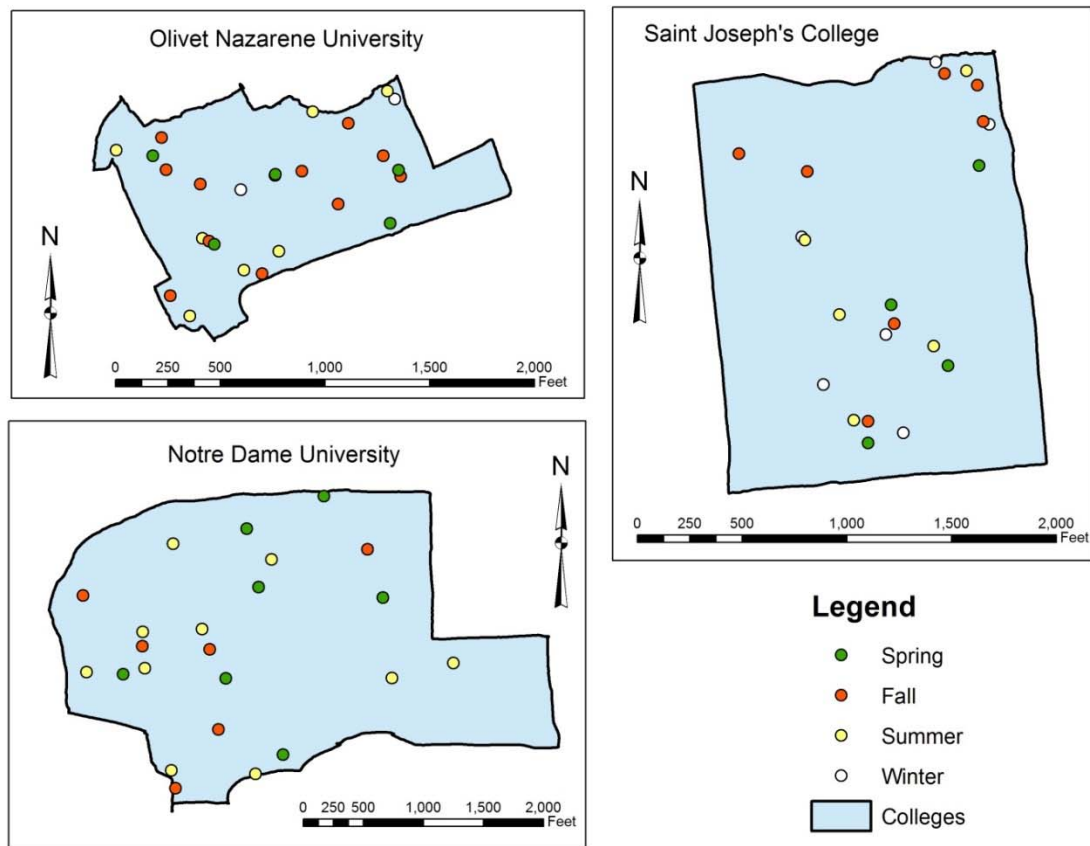 Olivet Nazarene University
N
0 250 500 1,000 1,500 2,000
Feet
Saint Joseph's College
N
0 250 500 1,000 1,500 2,000
Feet
Notre Dame University
N
0 250 500 1,000 1,500 2,000
Feet
Legend
Spring
Fall
Summer
Winter
Colleges